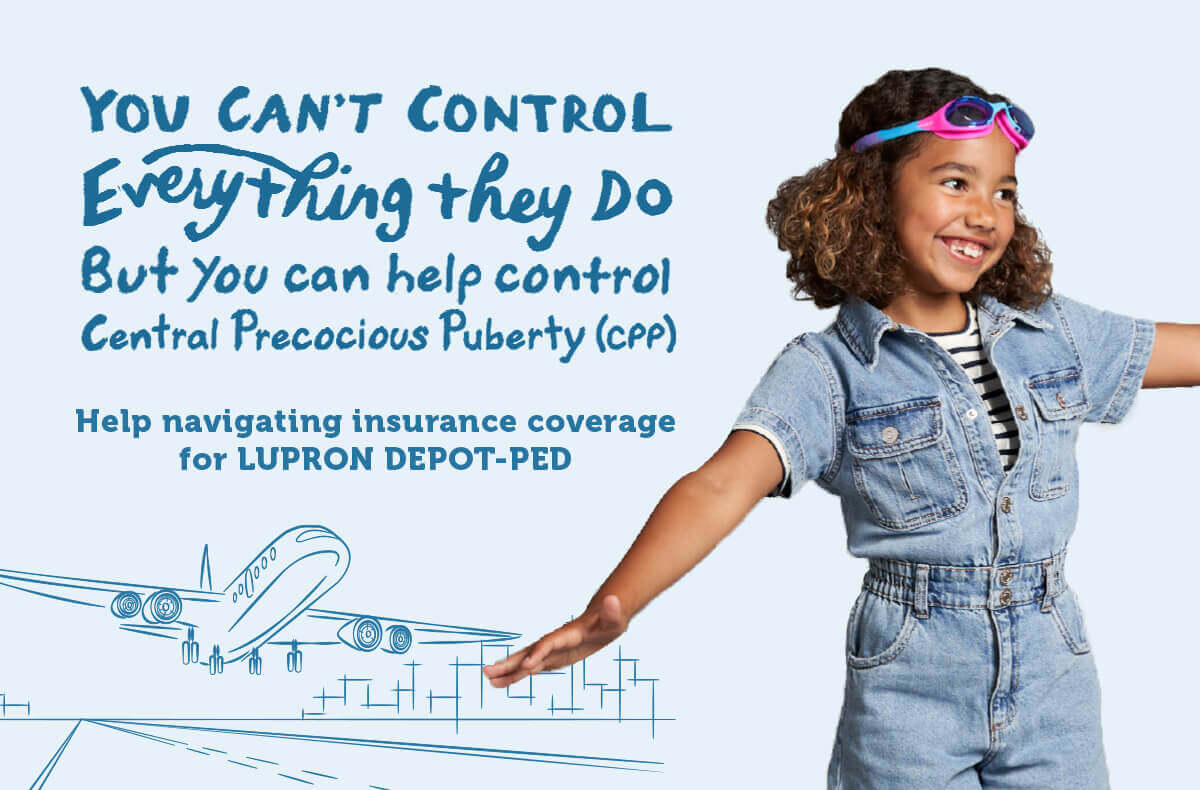 YOU CAN'T CONTROL
Everything they Do
But you can help control
Central Precocious Puberty (CPP)
Help navigating insurance coverage
for LUPRON DEPOT-PED